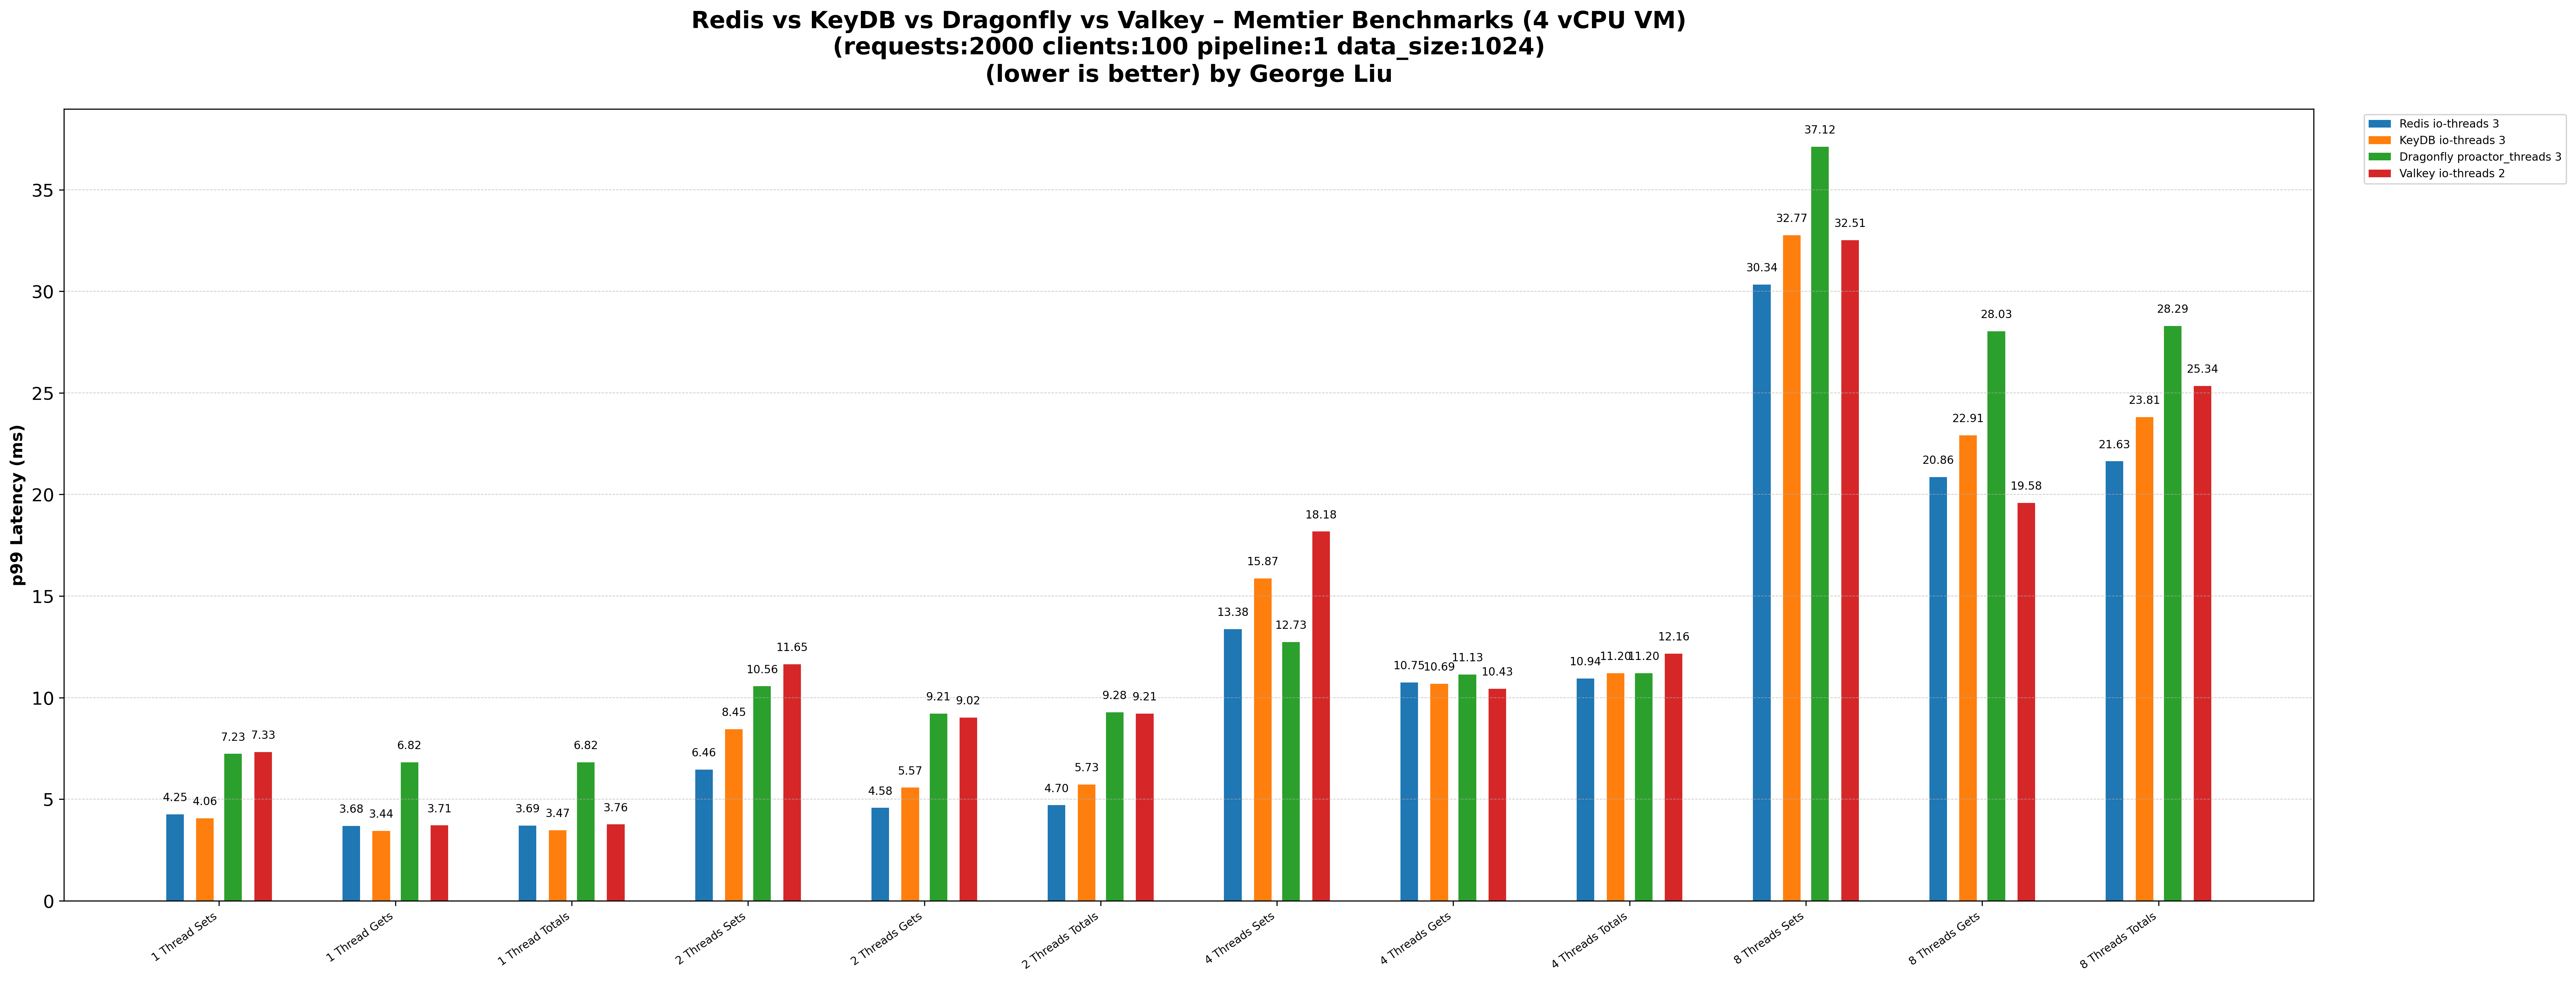 Redis vs KeyDB vs Dragonfly vs Valkey – Memtier Benchmarks (4 vCPU VM)
(requests:2000 clients:100 pipeline:1 data_size:1024)
(lower is better) by George Liu
Redis io-threads 3
KeyDB io-threads 3
Dragonfly proactor_threads 3
Valkey io-threads 2
p99 Latency (ms)
35
30
25
20
15
10
5
0
4.25 4.06 7.23 7.33
3.68 3.44 6.82 3.71
3.69 3.47 6.82 3.76
6.46 8.45 10.56 11.65
4.58 5.57 9.21 9.02
4.70 5.73 9.28 9.21
13.38 15.87 12.73 18.18
10.75 10.69 11.13 10.43
10.94 11.20 11.20 12.16
30.34 32.77 37.12 32.51
20.86 22.91 28.03 19.58
21.63 23.81 28.29 25.34
1 Thread Sets
1 Thread Gets
1 Thread Totals
2 Threads Sets
2 Threads Gets
2 Threads Totals
4 Threads Sets
4 Threads Gets
4 Threads Totals
8 Threads Sets
8 Threads Gets
8 Threads Totals